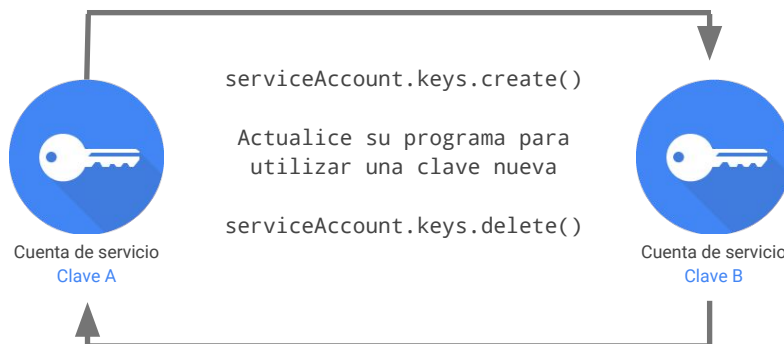 serviceAccount.keys.create()
Actualice su programa para
utilizar una clave nueva
serviceAccount.keys.delete()
Cuenta de servicio
Clave A
Cuenta de servicio
Clave B